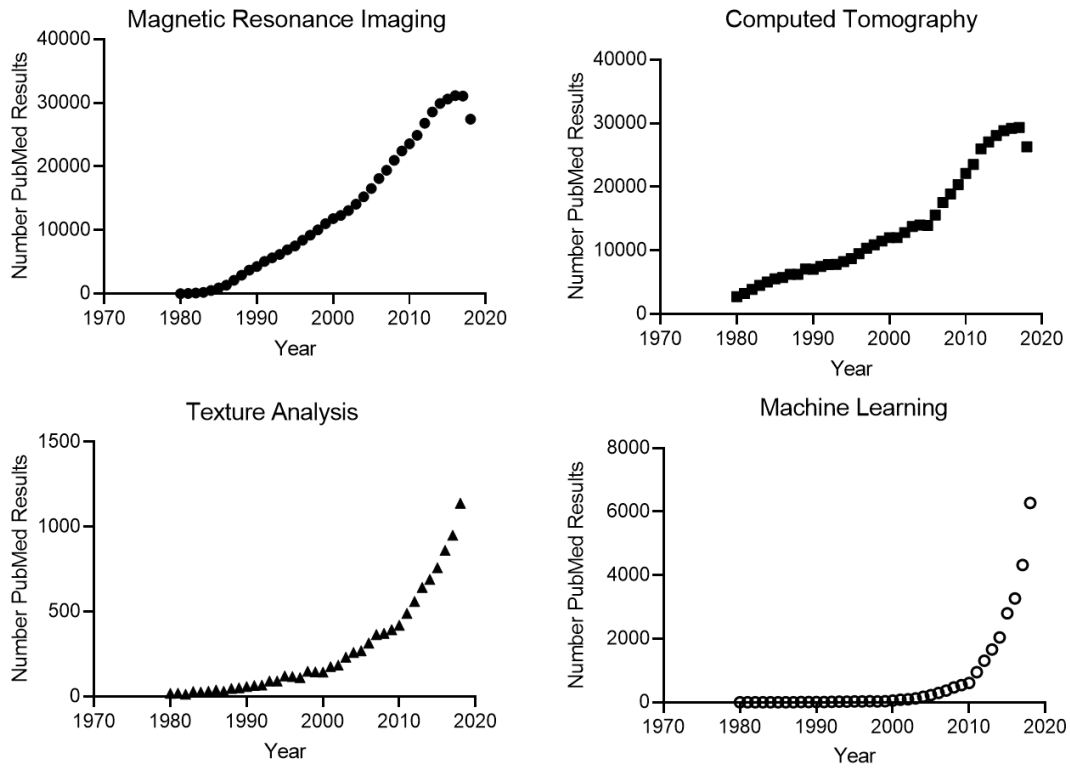 Magnetic Resonance Imaging
Number PubMed Results
40000
30000
20000
10000
0
1970 1980 1990 2000 2010 2020
Year
Computed Tomography
Number PubMed Results
40000
30000
20000
10000
0
1970 1980 1990 2000 2010 2020
Year
Texture Analysis
Number PubMed Results
1500
1000
500
0
1970 1980 1990 2000 2010 2020
Year
Machine Learning
Number PubMed Results
8000
6000
4000
2000
0
1970 1980 1990 2000 2010 2020
Year